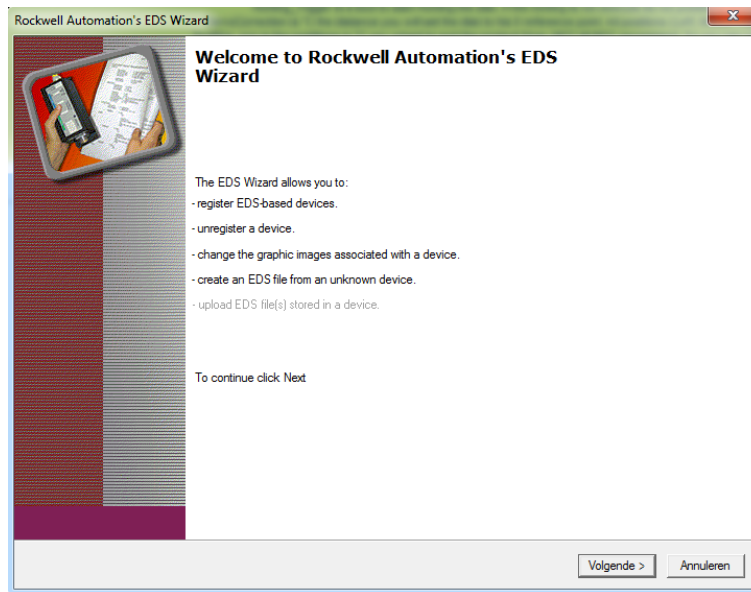 Rockwell Automation's EDS Wizard
Welcome to Rockwell Automation's EDS
Wizard
The EDS Wizard allows you to:
- register EDS-based devices.
- unregister a device.
- change the graphic images associated with a device.
- create an EDS file from an unknown device.
- upload EDS file(s) stored in a device.
To continue click Next
Volgende >
Annuleren